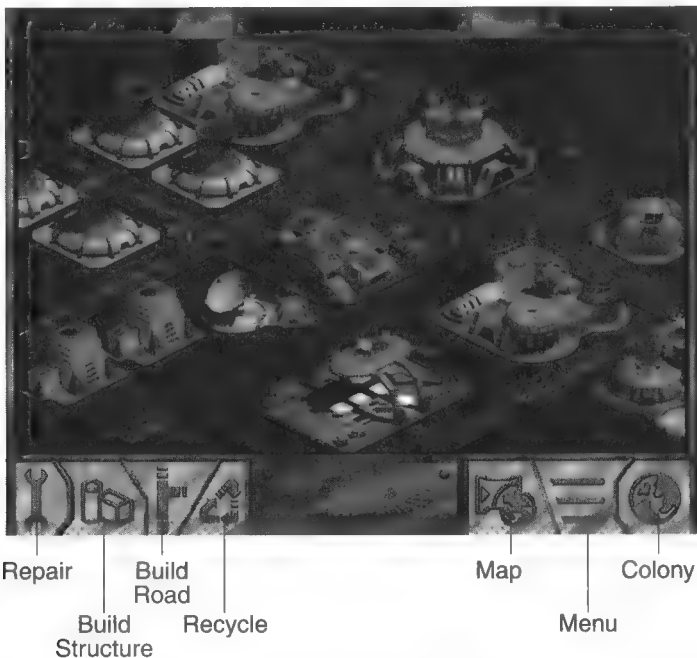 Repair
Build
Road
Map
Colony
Build
Structure
Recycle
Menu